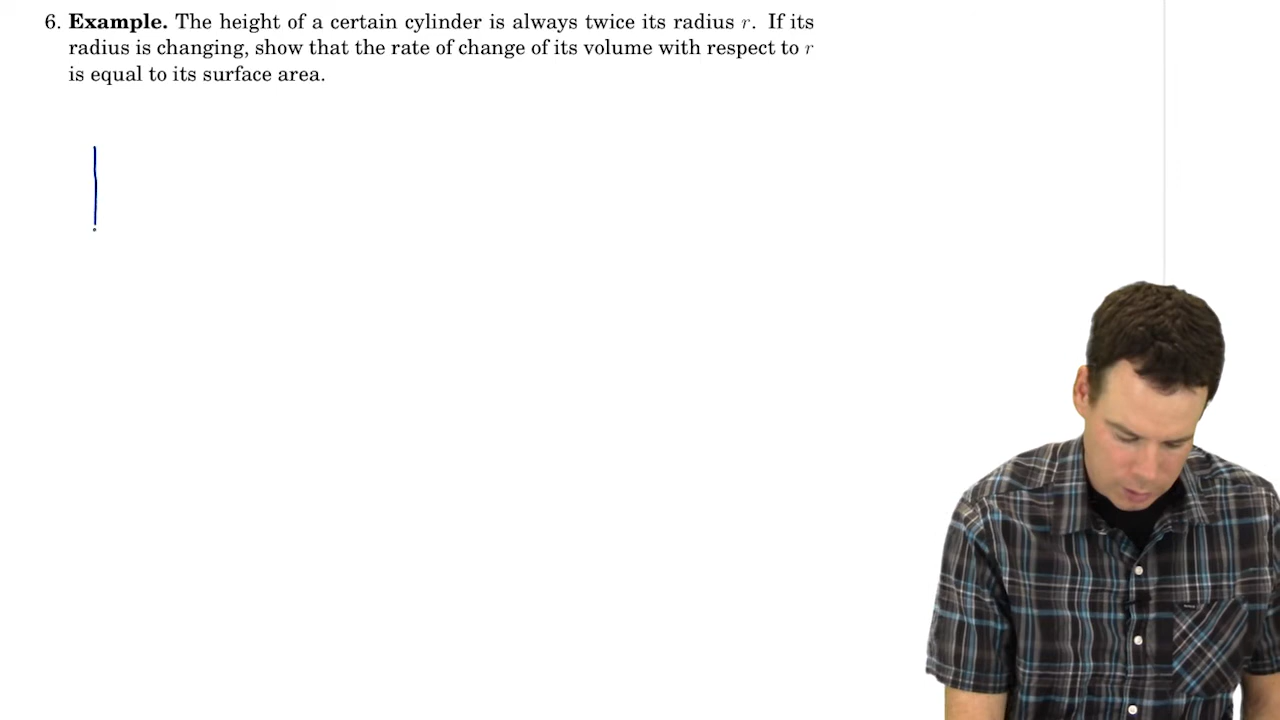 6. Example. The height of a certain cylinder is always twice its radius r. If its
radius is changing, show that the rate of change of its volume with respect to r
is equal to its surface area.